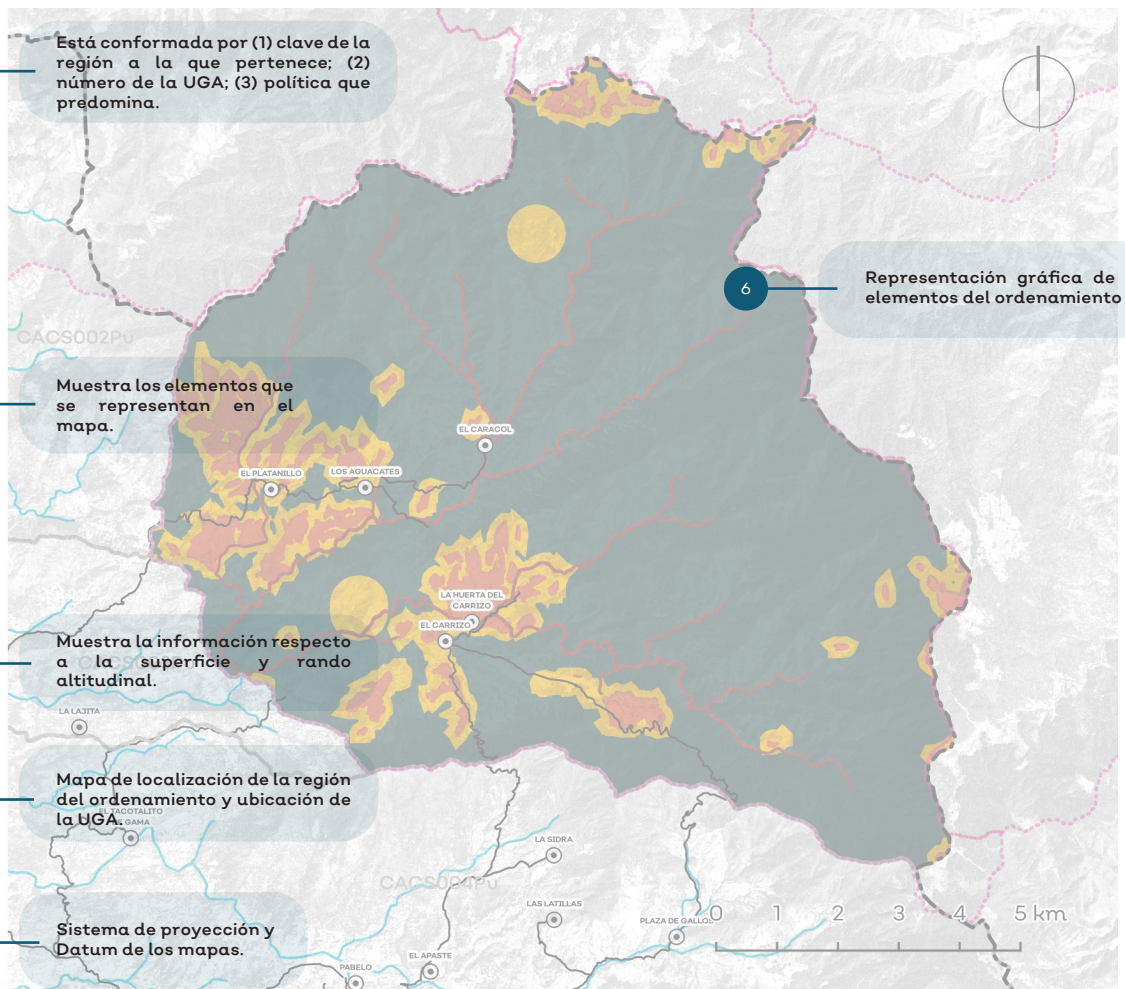 Está conformada por (1) clave de la
región a la que pertenece; (2)
número de la UGA; (3) política que
predomina.
6
Representación gráfica de
elementos del ordenamiento
CACS002Pu
Muestra los elementos que
se representan en el
mapa.
EL CARACOL
EL PLATANILLO
LOS AGUACATES
LA HUERTA DEL
CARRIZO
EL CARRIZO
Muestra la información respecto
a la superficie y rando
altitudinal.
LA LAJITA
Mapa de localización de la región
del ordenamiento y ubicación de
la UGA.
EL TACOTALITO
GAMA
LA SIDRA
CACS004Pu
LAS LATILLAS
PLAZA DE GALLOS
0 1 2 3 4 5 km
Sistema de proyección y
Datum de los mapas.
EL APASTE
PABELO